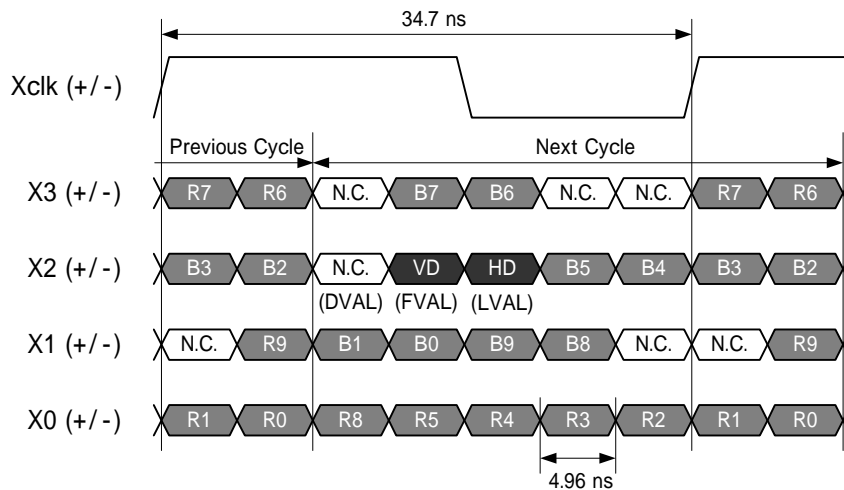 34.7 ns
Xclk (+/-)
Previous Cycle Next Cycle
X3 (+/-) R7 R6 N.C. B7 B6 N.C. N.C. R7 R6
X2 (+/-) B3 B2 N.C. VD HD B5 B4 B3 B2
(DVAL) (FVAL) (LVAL)
X1 (+/-) N.C. R9 B1 B0 B9 B8 N.C. N.C. R9
X0 (+/-) R1 R0 R8 R5 R4 R3 R2 R1 R0
4.96 ns